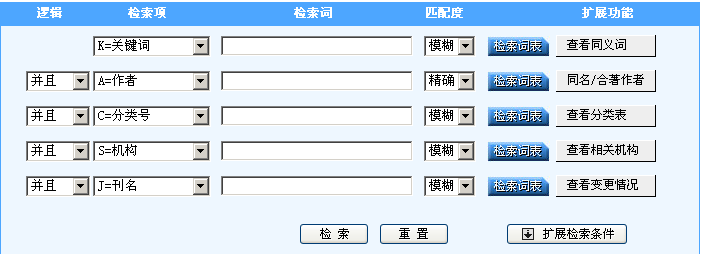 逻辑 检索项 检索词 匹配度 扩展功能
K=关键词 模糊 检索词表 查看同义词
并且 A=作者 精确 检索词表 同名/合著作者
并且 C=分类号 模糊 检索词表 查看分类表
并且 S=机构 模糊 检索词表 查看相关机构
并且 J=刊名 模糊 检索词表 查看变更情况
检 索 重 置 扩展检索条件